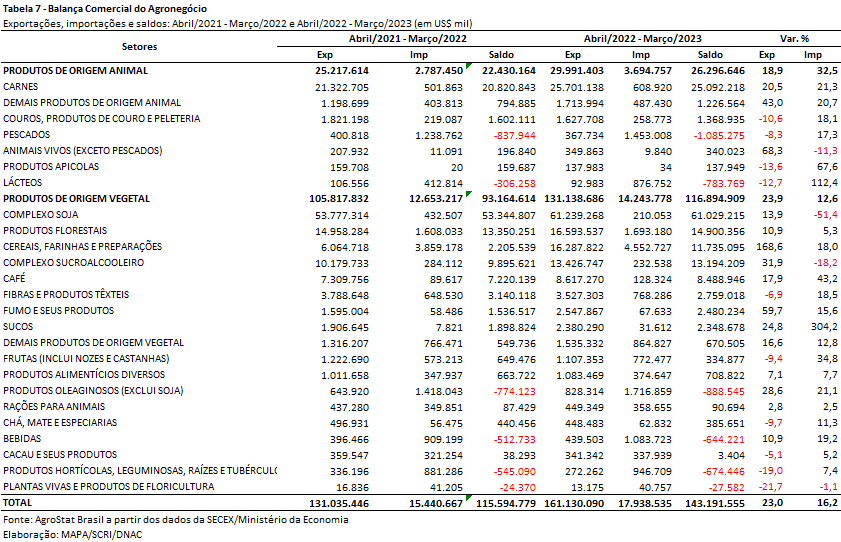 Tabela 7 - Balança Comercial do Agronegócio
Exportações, importações e saldos: Abril/2021 - Março/2022 e Abril/2022 - Março/2023 (em US$ mil)
Setores Abril/2021 - Março/2022 Abril/2022 - Março/2023 Var. %
Exp Imp Saldo Exp Imp Saldo Exp Imp
PRODUTOS DE ORIGEM ANIMAL 25.217.614 2.787.450 22.430.164 29.991.403 3.694.757 26.296.646 18,9 32,5
CARNES 21.322.705 501.863 20.820.843 25.701.138 608.920 25.092.218 20,5 21,3
DEMAIS PRODUTOS DE ORIGEM ANIMAL 1.198.699 403.813 794.885 1.713.994 487.430 1.226.564 43,0 20,7
COUROS, PRODUTOS DE COURO E PELETERIA 1.821.198 219.087 1.602.111 1.627.708 258.773 1.368.935 -10,6 18,1
PESCADOS 400.818 1.238.762 -837.944 367.734 1.453.008 -1.085.275 -8,3 17,3
ANIMAIS VIVOS (EXCETO PESCADOS) 207.932 11.091 196.840 349.863 9.840 340.023 68,3 -11,3
PRODUTOS APICOLAS 159.708 20 159.687 137.983 34 137.949 -13,6 67,6
LÁCTEOS 106.556 412.814 -306.258 92.983 876.752 -783.769 -12,7 112,4
PRODUTOS DE ORIGEM VEGETAL 105.817.832 12.653.217 93.164.614 131.138.686 14.243.778 116.894.909 23,9 12,6
COMPLEXO SOJA 53.777.314 432.507 53.344.807 61.239.268 210.053 61.029.215 13,9 -51,4
PRODUTOS FLORESTAIS 14.958.284 1.608.033 13.350.251 16.593.537 1.693.180 14.900.356 10,9 5,3
CEREAIS, FARINHAS E PREPARAÇÕES 6.064.718 3.859.178 2.205.539 16.287.822 4.552.727 11.735.095 168,6 18,0
COMPLEXO SUCROALCOOLEIRO 10.179.733 284.112 9.895.621 13.426.747 232.538 13.194.209 31,9 -18,2
CAFÉ 7.309.756 89.617 7.220.139 8.617.270 128.324 8.488.946 17,9 43,2
FIBRAS E PRODUTOS TÊXTEIS 3.788.648 648.530 3.140.118 3.527.303 768.286 2.759.018 -6,9 18,5
FUMO E SEUS PRODUTOS 1.595.004 58.486 1.536.517 2.547.867 67.633 2.480.234 59,7 15,6
SUCOS 1.906.645 7.821 1.898.824 2.380.290 31.612 2.348.678 24,8 304,2
DEMAIS PRODUTOS DE ORIGEM VEGETAL 1.316.207 766.471 549.736 1.535.332 864.827 670.505 16,6 12,8
FRUTAS (INCLUI NOZES E CASTANHAS) 1.222.690 573.213 649.476 1.107.353 772.477 334.877 -9,4 34,8
PRODUTOS ALIMENTÍCIOS DIVERSOS 1.011.658 347.937 663.722 1.083.469 374.647 708.822 7,1 7,7
PRODUTOS OLEAGINOSOS (EXCLUI SOJA) 643.920 1.418.043 -774.123 828.314 1.716.859 -888.545 28,6 21,1
RAÇÕES PARA ANIMAIS 437.280 349.851 87.429 449.349 358.655 90.694 2,8 2,5
CHÁ, MATE E ESPECIARIAS 496.931 56.475 440.456 448.483 62.832 385.651 -9,7 11,3
BEBIDAS 396.466 909.199 -512.733 439.503 1.083.723 -644.221 10,9 19,2
CACAU E SEUS PRODUTOS 359.547 321.254 38.293 341.342 337.939 3.404 -5,1 5,2
PRODUTOS HORTÍCOLAS, LEGUMINOSAS, RAÍZES E TUBÉRCULO 336.196 881.286 -545.090 272.262 946.709 -674.446 -19,0 7,4
PLANTAS VIVAS E PRODUTOS DE FLORICULTURA 16.836 41.205 -24.370 13.175 40.757 -27.582 -21,7 -1,1
TOTAL 131.035.446 15.440.667 115.594.779 161.130.090 17.938.535 143.191.555 23,0 16,2
Fonte: AgroStat Brasil a partir dos dados da SECEX/Ministério da Economia
Elaboração: MAPA/SCRI/DNAC